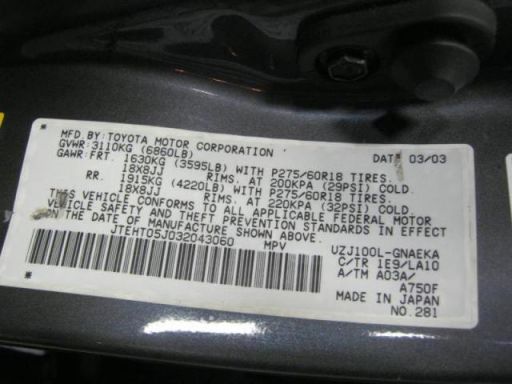 MFD.BY:TOYOTA MOTOR CORPORATION DATE 03/03
GVWR:3110KG (6860LB)
GAWR:FRT. 1630KG (3595LB) WITH P275/60R18 TIRES.
18X8JJ RIMS. AT 200KPA (29PSI) COLD.
RR. 1915KG (4220LB) WITH P275/60R18 TIRES.
18X8JJ RIMS. AT 220KPA (32PSI) COLD.
THIS VEHICLE CONFORMS TO ALL APPLICABLE FEDERAL MOTOR
VEHICLE SAFETY AND THEFT PREVENTION STANDARDS IN EFFECT
ON THE DATE OF MANUFACTURE SHOWN ABOVE.
JTEHT05J032043060 MPV
UZJ100L-GNAEKA
C/TR 1E9/LA10
A/TM A03A/
A750F
MADE IN JAPAN
NO.281